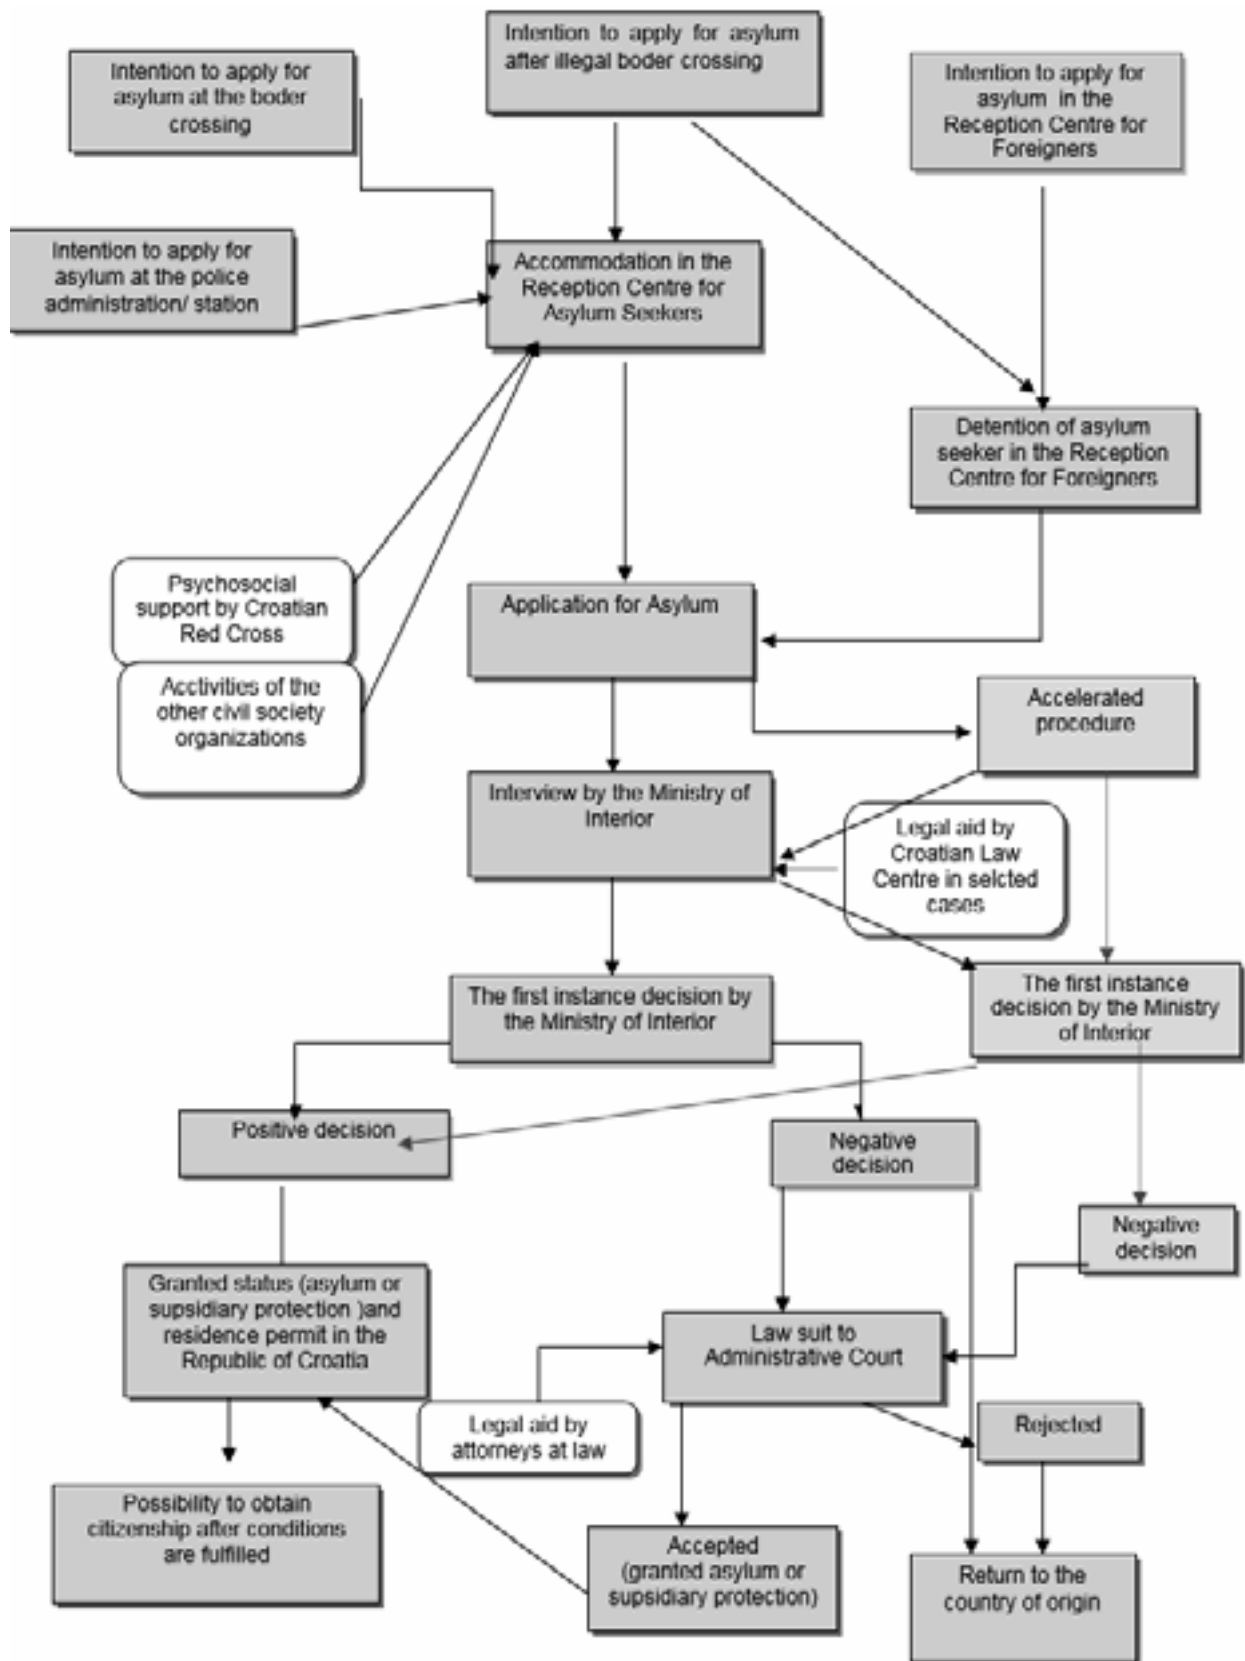 Intention to apply for
asylum at the boder
crossing
Intention to apply for asylum
after illegal boder crossing
Intention to apply for
asylum in the
Reception Centre for
Foreigners
Intention to apply for
asylum at the police
administration/ station
Accommodation in the
Reception Centre for
Asylum Seekers
Detention of asylum
seeker in the Reception
Centre for Foreigners
Psychosocial
support by Croatian
Red Cross
Acctivities of the
other civil society
organizations
Application for Asylum
Accelerated
procedure
Interview by the Ministry of
Interior
Legal aid by
Croatian Law
Centre in selcted
cases
The first instance decision by
the Ministry of Interior
The first instance
decision by the Ministry
of Interior
Positive decision
Negative
decision
Negative
decision
Granted status (asylum or
supsidiary protection )and
residence permit in the
Republic of Croatia
Law suit to
Administrative Court
Legal aid by
attorneys at law
Rejected
Possibility to obtain
citizenship after conditions
are fulfilled
Accepted
(granted asylum or
supsidiary protection)
Return to the
country of origin